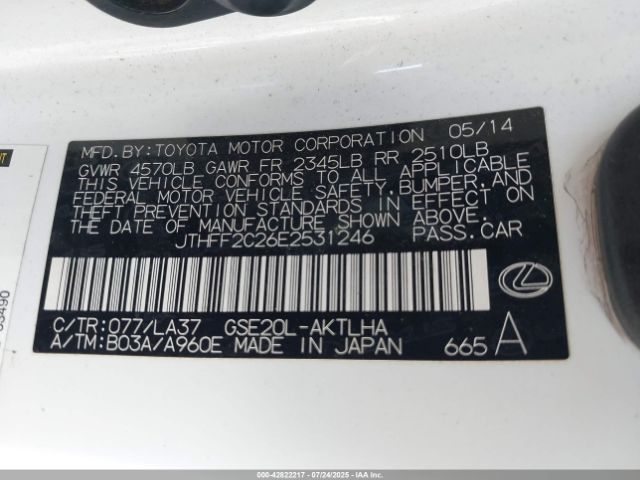 MFD. BY: TOYOTA MOTOR CORPORATION 05/14
GVWR 4570LB GAWR FR 2345LB RR 2510LB
THIS VEHICLE CONFORMS TO ALL APPLICABLE
FEDERAL MOTOR VEHICLE SAFETY, BUMPER, AND
THEFT PREVENTION STANDARDS IN EFFECT ON
THE DATE OF MANUFACTURE SHOWN ABOVE.
JTHFF2C26E2531246 PASS. CAR
C/TR: 077/LA37 GSE20L-AKTLHA
A/TM: B03A/A960E MADE IN JAPAN 665 A
000-42822217 - 07/24/2025 - IAAI.COM